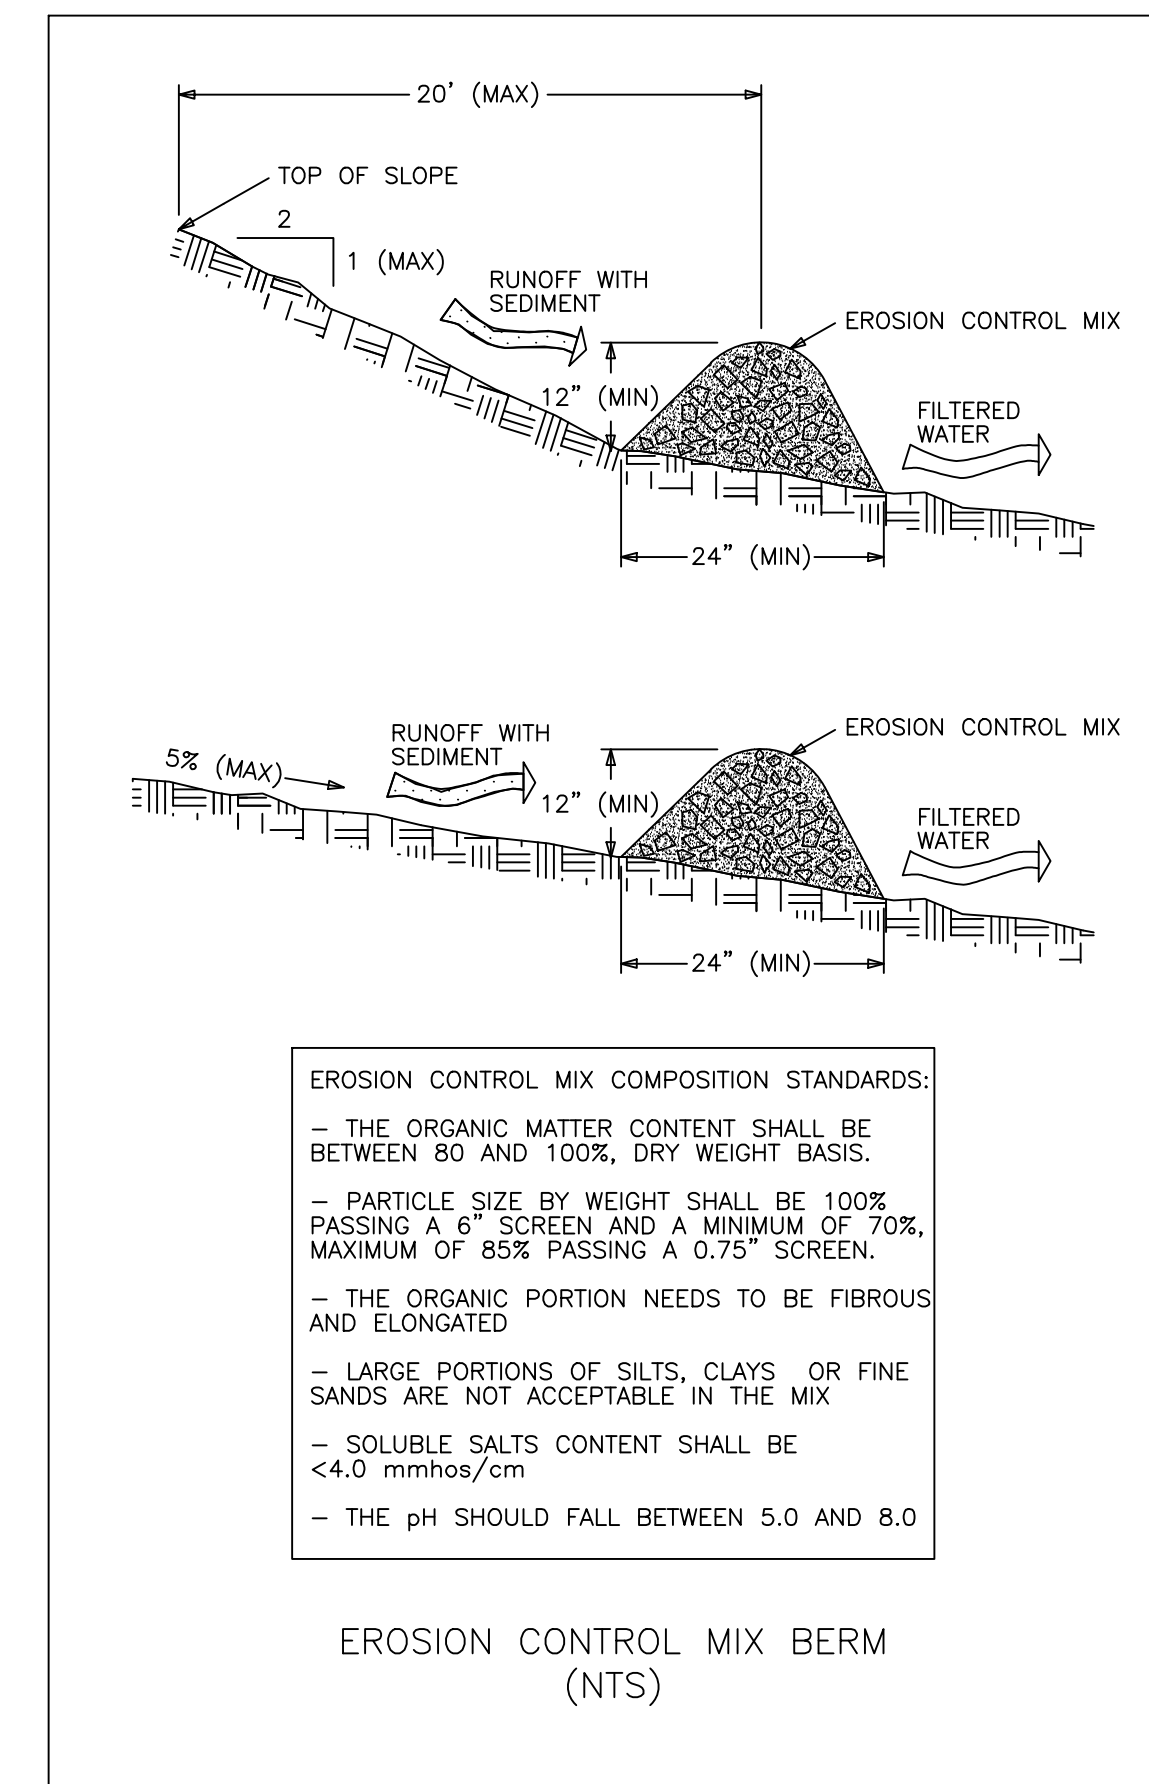 20' (MAX)
TOP OF SLOPE
2
1 (MAX)
RUNOFF WITH
SEDIMENT
EROSION CONTROL MIX
12” (MIN)
FILTERED
WATER
24” (MIN)
RUNOFF WITH
SEDIMENT
EROSION CONTROL MIX
5% (MAX)
12” (MIN)
FILTERED
WATER
24” (MIN)
EROSION CONTROL MIX COMPOSITION STANDARDS:
– THE ORGANIC MATTER CONTENT SHALL BE
BETWEEN 80 AND 100%, DRY WEIGHT BASIS.
– PARTICLE SIZE BY WEIGHT SHALL BE 100%
PASSING A 6” SCREEN AND A MINIMUM OF 70%,
MAXIMUM OF 85% PASSING A 0.75” SCREEN.
– THE ORGANIC PORTION NEEDS TO BE FIBROUS
AND ELONGATED
– LARGE PORTIONS OF SILTS, CLAYS  OR FINE
SANDS ARE NOT ACCEPTABLE IN THE MIX
– SOLUBLE SALTS CONTENT SHALL BE
<4.0 mmhos/cm
– THE pH SHOULD FALL BETWEEN 5.0 AND 8.0
EROSION CONTROL MIX BERM
(NTS)